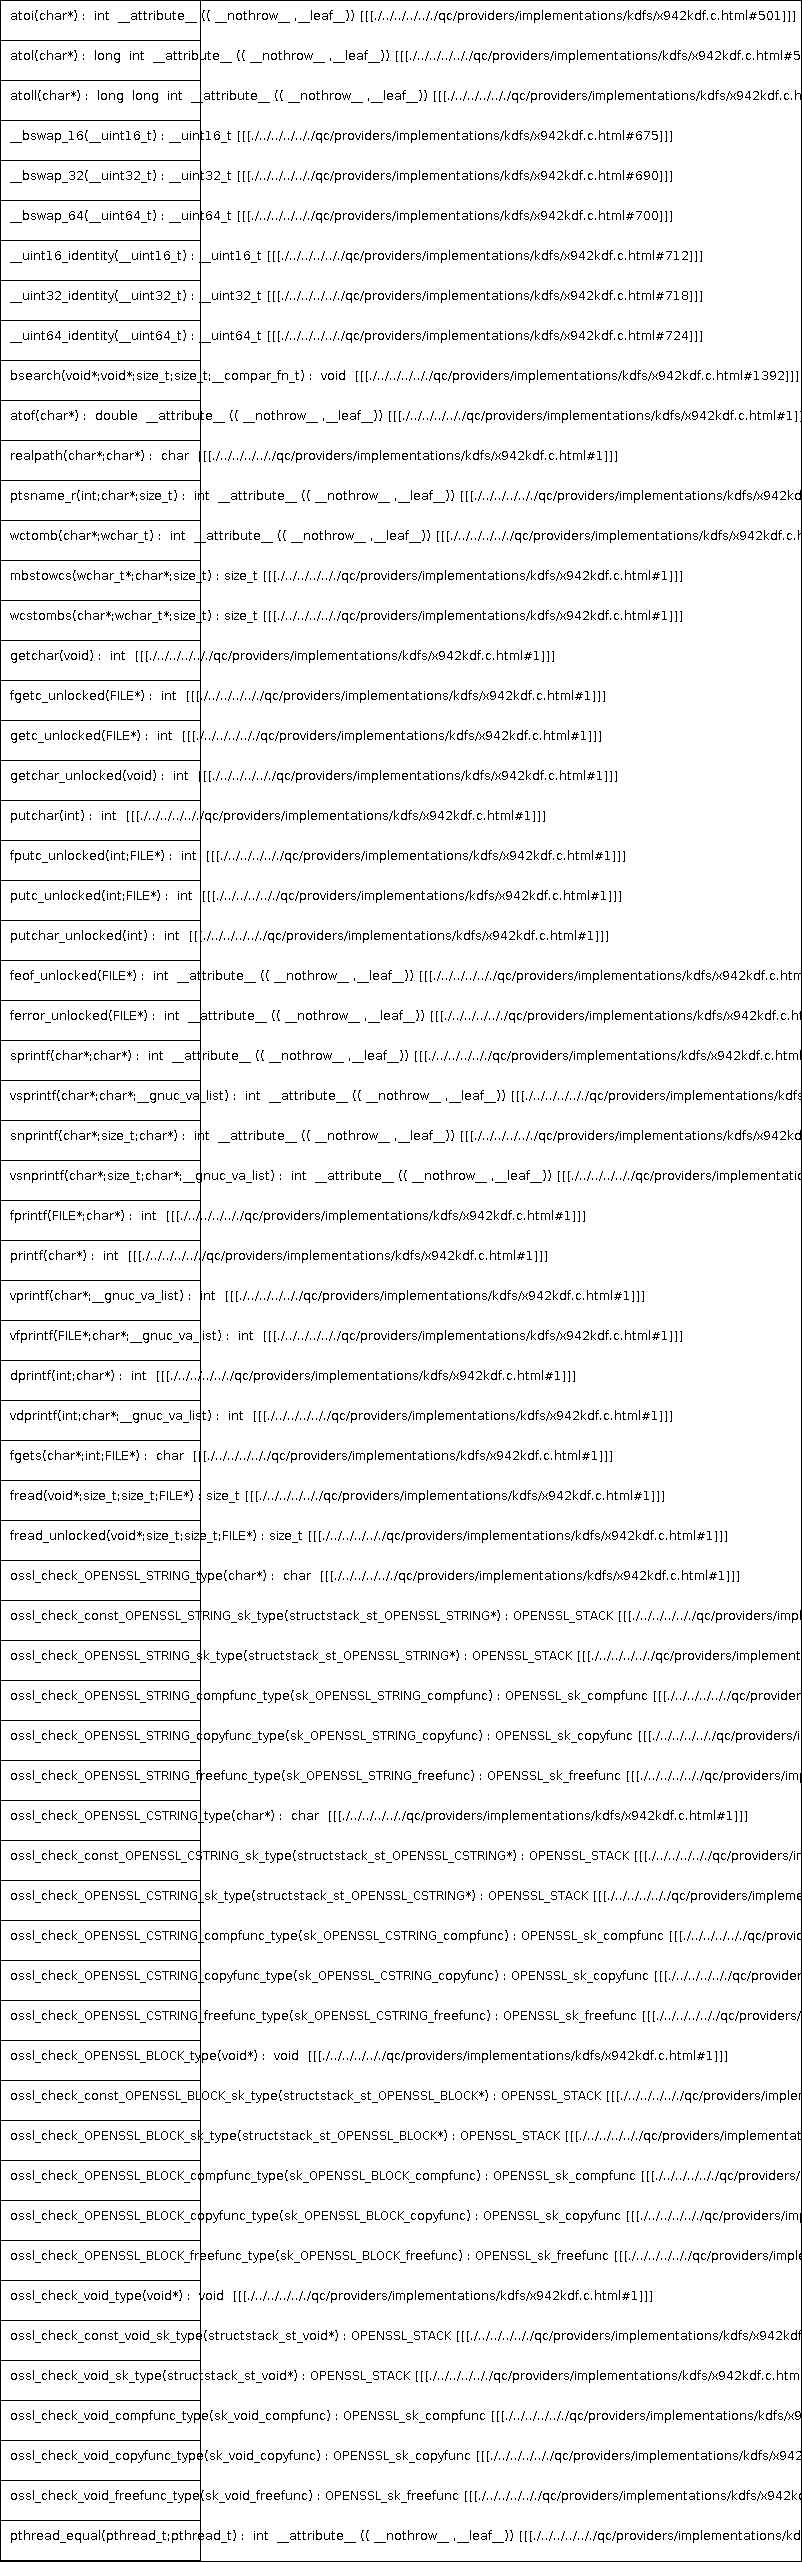 atoi(char*) : int __attribute__ (( __nothrow__ ,__leaf__)) [[[./../../../../qc/providers/implementations/kdfs/x942kdf.c.html#501]]]
atol(char*) : long int __attribute__ (( __nothrow__ ,__leaf__)) [[[./../../../../qc/providers/implementations/kdfs/x942kdf.c.html#5
atoll(char*) : long long int __attribute__ (( __nothrow__ ,__leaf__)) [[[./../../../../qc/providers/implementations/kdfs/x942kdf.c.h
__bswap_16(__uint16_t) : __uint16_t [[[./../../../../qc/providers/implementations/kdfs/x942kdf.c.html#675]]]
__bswap_32(__uint32_t) : __uint32_t [[[./../../../../qc/providers/implementations/kdfs/x942kdf.c.html#690]]]
__bswap_64(__uint64_t) : __uint64_t [[[./../../../../qc/providers/implementations/kdfs/x942kdf.c.html#700]]]
__uint16_identity(__uint16_t) : __uint16_t [[[./../../../../qc/providers/implementations/kdfs/x942kdf.c.html#712]]]
__uint32_identity(__uint32_t) : __uint32_t [[[./../../../../qc/providers/implementations/kdfs/x942kdf.c.html#718]]]
__uint64_identity(__uint64_t) : __uint64_t [[[./../../../../qc/providers/implementations/kdfs/x942kdf.c.html#724]]]
bsearch(void*;void*;size_t;size_t;__compar_fn_t) : void [[[./../../../../qc/providers/implementations/kdfs/x942kdf.c.html#1392]]]
atof(char*) : double __attribute__ (( __nothrow__ ,__leaf__)) [[[./../../../../qc/providers/implementations/kdfs/x942kdf.c.html#1]]
realpath(char*;char*) : char [[[./../../../../qc/providers/implementations/kdfs/x942kdf.c.html#1]]]
ptsname_r(int;char*;size_t) : int __attribute__ (( __nothrow__ ,__leaf__)) [[[./../../../../qc/providers/implementations/kdfs/x942kd
wctomb(char*;wchar_t) : int __attribute__ (( __nothrow__ ,__leaf__)) [[[./../../../../qc/providers/implementations/kdfs/x942kdf.c.h
mbstowcs(wchar_t*;char*;size_t) : size_t [[[./../../../../qc/providers/implementations/kdfs/x942kdf.c.html#1]]]
wcstombs(char*;wchar_t*;size_t) : size_t [[[./../../../../qc/providers/implementations/kdfs/x942kdf.c.html#1]]]
getchar(void) : int [[[./../../../../qc/providers/implementations/kdfs/x942kdf.c.html#1]]]
fgetc_unlocked(FILE*) : int [[[./../../../../qc/providers/implementations/kdfs/x942kdf.c.html#1]]]
getc_unlocked(FILE*) : int [[[./../../../../qc/providers/implementations/kdfs/x942kdf.c.html#1]]]
getchar_unlocked(void) : int [[[./../../../../qc/providers/implementations/kdfs/x942kdf.c.html#1]]]
putchar(int) : int [[[./../../../../qc/providers/implementations/kdfs/x942kdf.c.html#1]]]
fputc_unlocked(int;FILE*) : int [[[./../../../../qc/providers/implementations/kdfs/x942kdf.c.html#1]]]
putc_unlocked(int;FILE*) : int [[[./../../../../qc/providers/implementations/kdfs/x942kdf.c.html#1]]]
putchar_unlocked(int) : int [[[./../../../../qc/providers/implementations/kdfs/x942kdf.c.html#1]]]
feof_unlocked(FILE*) : int __attribute__ (( __nothrow__ ,__leaf__)) [[[./../../../../qc/providers/implementations/kdfs/x942kdf.c.htm
ferror_unlocked(FILE*) : int __attribute__ (( __nothrow__ ,__leaf__)) [[[./../../../../qc/providers/implementations/kdfs/x942kdf.c.ht
sprintf(char*;char*) : int __attribute__ (( __nothrow__ ,__leaf__)) [[[./../../../../qc/providers/implementations/kdfs/x942kdf.c.html
vsprintf(char*;char*;__gnuc_va_list) : int __attribute__ (( __nothrow__ ,__leaf__)) [[[./../../../../qc/providers/implementations/kdfs
snprintf(char*;size_t;char*) : int __attribute__ (( __nothrow__ ,__leaf__)) [[[./../../../../qc/providers/implementations/kdfs/x942kd
vsnprintf(char*;size_t;char*;__gnuc_va_list) : int __attribute__ (( __nothrow__ ,__leaf__)) [[[./../../../../qc/providers/implementatio
fprintf(FILE*;char*) : int [[[./../../../../qc/providers/implementations/kdfs/x942kdf.c.html#1]]]
printf(char*) : int [[[./../../../../qc/providers/implementations/kdfs/x942kdf.c.html#1]]]
vprintf(char*;__gnuc_va_list) : int [[[./../../../../qc/providers/implementations/kdfs/x942kdf.c.html#1]]]
vfprintf(FILE*;char*;__gnuc_va_list) : int [[[./../../../../qc/providers/implementations/kdfs/x942kdf.c.html#1]]]
dprintf(int;char*) : int [[[./../../../../qc/providers/implementations/kdfs/x942kdf.c.html#1]]]
vdprintf(int;char*;__gnuc_va_list) : int [[[./../../../../qc/providers/implementations/kdfs/x942kdf.c.html#1]]]
fgets(char*;int;FILE*) : char [[[./../../../../qc/providers/implementations/kdfs/x942kdf.c.html#1]]]
fread(void*;size_t;size_t;FILE*) : size_t [[[./../../../../qc/providers/implementations/kdfs/x942kdf.c.html#1]]]
fread_unlocked(void*;size_t;size_t;FILE*) : size_t [[[./../../../../qc/providers/implementations/kdfs/x942kdf.c.html#1]]]
ossl_check_OPENSSL_STRING_type(char*) : char [[[./../../../../qc/providers/implementations/kdfs/x942kdf.c.html#1]]]
ossl_check_const_OPENSSL_STRING_sk_type(structstack_st_OPENSSL_STRING*) : OPENSSL_STACK [[[./../../../../qc/providers/impl
ossl_check_OPENSSL_STRING_sk_type(structstack_st_OPENSSL_STRING*) : OPENSSL_STACK [[[./../../../../qc/providers/implement
ossl_check_OPENSSL_STRING_compfunc_type(sk_OPENSSL_STRING_compfunc) : OPENSSL_sk_compfunc [[[./../../../../qc/provider
ossl_check_OPENSSL_STRING_copyfunc_type(sk_OPENSSL_STRING_copyfunc) : OPENSSL_sk_copyfunc [[[./../../../../qc/providers/i
ossl_check_OPENSSL_STRING_freefunc_type(sk_OPENSSL_STRING_freefunc) : OPENSSL_sk_freefunc [[[./../../../../qc/providers/imp
ossl_check_OPENSSL_CSTRING_type(char*) : char [[[./../../../../qc/providers/implementations/kdfs/x942kdf.c.html#1]]]
ossl_check_const_OPENSSL_CSTRING_sk_type(structstack_st_OPENSSL_CSTRING*) : OPENSSL_STACK [[[./../../../../qc/providers/in
ossl_check_OPENSSL_CSTRING_sk_type(structstack_st_OPENSSL_CSTRING*) : OPENSSL_STACK [[[./../../../../qc/providers/impleme
ossl_check_OPENSSL_CSTRING_compfunc_type(sk_OPENSSL_CSTRING_compfunc) : OPENSSL_sk_compfunc [[[./../../../../qc/provid
ossl_check_OPENSSL_CSTRING_copyfunc_type(sk_OPENSSL_CSTRING_copyfunc) : OPENSSL_sk_copyfunc [[[./../../../../qc/provider
ossl_check_OPENSSL_CSTRING_freefunc_type(sk_OPENSSL_CSTRING_freefunc) : OPENSSL_sk_freefunc [[[./../../../../qc/providers/
ossl_check_OPENSSL_BLOCK_type(void*) : void [[[./../../../../qc/providers/implementations/kdfs/x942kdf.c.html#1]]]
ossl_check_const_OPENSSL_BLOCK_sk_type(structstack_st_OPENSSL_BLOCK*) : OPENSSL_STACK [[[./../../../../qc/providers/implen
ossl_check_OPENSSL_BLOCK_sk_type(structstack_st_OPENSSL_BLOCK*) : OPENSSL_STACK [[[./../../../../qc/providers/implementat
ossl_check_OPENSSL_BLOCK_compfunc_type(sk_OPENSSL_BLOCK_compfunc) : OPENSSL_sk_compfunc [[[./../../../../qc/providers/
ossl_check_OPENSSL_BLOCK_copyfunc_type(sk_OPENSSL_BLOCK_copyfunc) : OPENSSL_sk_copyfunc [[[./../../../../qc/providers/imp
ossl_check_OPENSSL_BLOCK_freefunc_type(sk_OPENSSL_BLOCK_freefunc) : OPENSSL_sk_freefunc [[[./../../../../qc/providers/imple
ossl_check_void_type(void*) : void [[[./../../../../qc/providers/implementations/kdfs/x942kdf.c.html#1]]]
ossl_check_const_void_sk_type(structstack_st_void*) : OPENSSL_STACK [[[./../../../../qc/providers/implementations/kdfs/x942kdf
ossl_check_void_sk_type(structstack_st_void*) : OPENSSL_STACK [[[./../../../../qc/providers/implementations/kdfs/x942kdf.c.htm
ossl_check_void_compfunc_type(sk_void_compfunc) : OPENSSL_sk_compfunc [[[./../../../../qc/providers/implementations/kdfs/x9
ossl_check_void_copyfunc_type(sk_void_copyfunc) : OPENSSL_sk_copyfunc [[[./../../../../qc/providers/implementations/kdfs/x942
ossl_check_void_freefunc_type(sk_void_freefunc) : OPENSSL_sk_freefunc [[[./../../../../qc/providers/implementations/kdfs/x942k
pthread_equal(pthread_t;pthread_t) : int __attribute__ (( __nothrow__ ,__leaf__)) [[[./../../../../qc/providers/implementations/kd